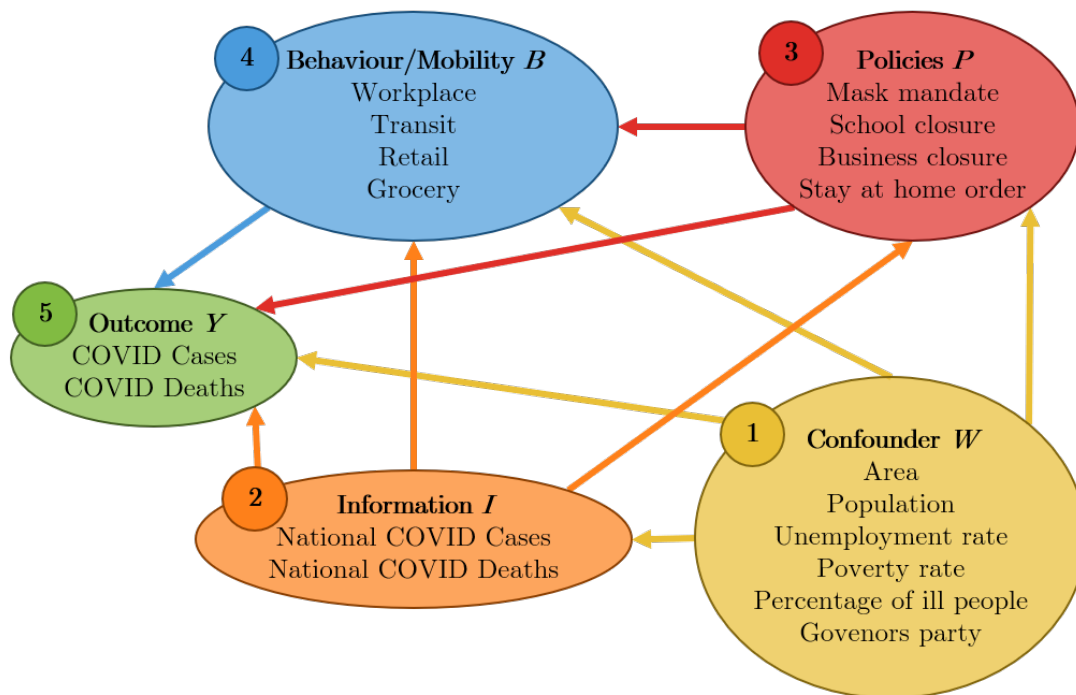 4
Behaviour/Mobility B
Workplace
Transit
Retail
Grocery
3
Policies P
Mask mandate
School closure
Business closure
Stay at home order
5
Outcome Y
COVID Cases
COVID Deaths
2
Information I
National COVID Cases
National COVID Deaths
1
Confounder W
Area
Population
Unemployment rate
Poverty rate
Percentage of ill people
Govenors party